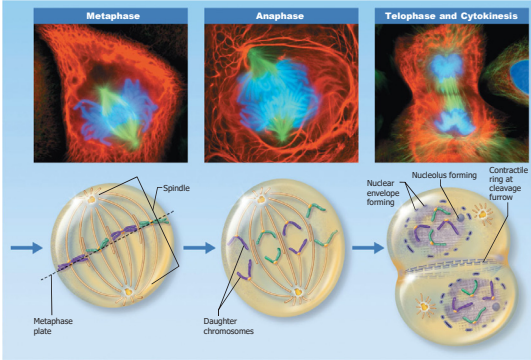 Metaphase
Anaphase
Telophase and Cytokinesis
Spindle
Metaphase
plate
Daughter
chromosomes
Nuclear
envelope
forming
Nucleolus forming
Contractile
ring at
cleavage
furrow